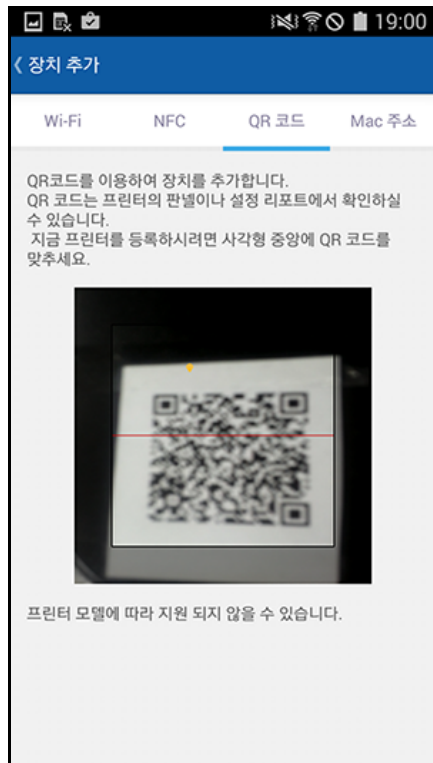 19:00
장치 추가
Wi-Fi NFC QR 코드 Mac 주소
QR코드를 이용하여 장치를 추가합니다.
QR 코드는 프린터의 판넬이나 설정 리포트에서 확인하실
수 있습니다.
지금 프린터를 등록하시려면 사각형 중앙에 QR 코드를
맞추세요.
프린터 모델에 따라 지원 되지 않을 수 있습니다.